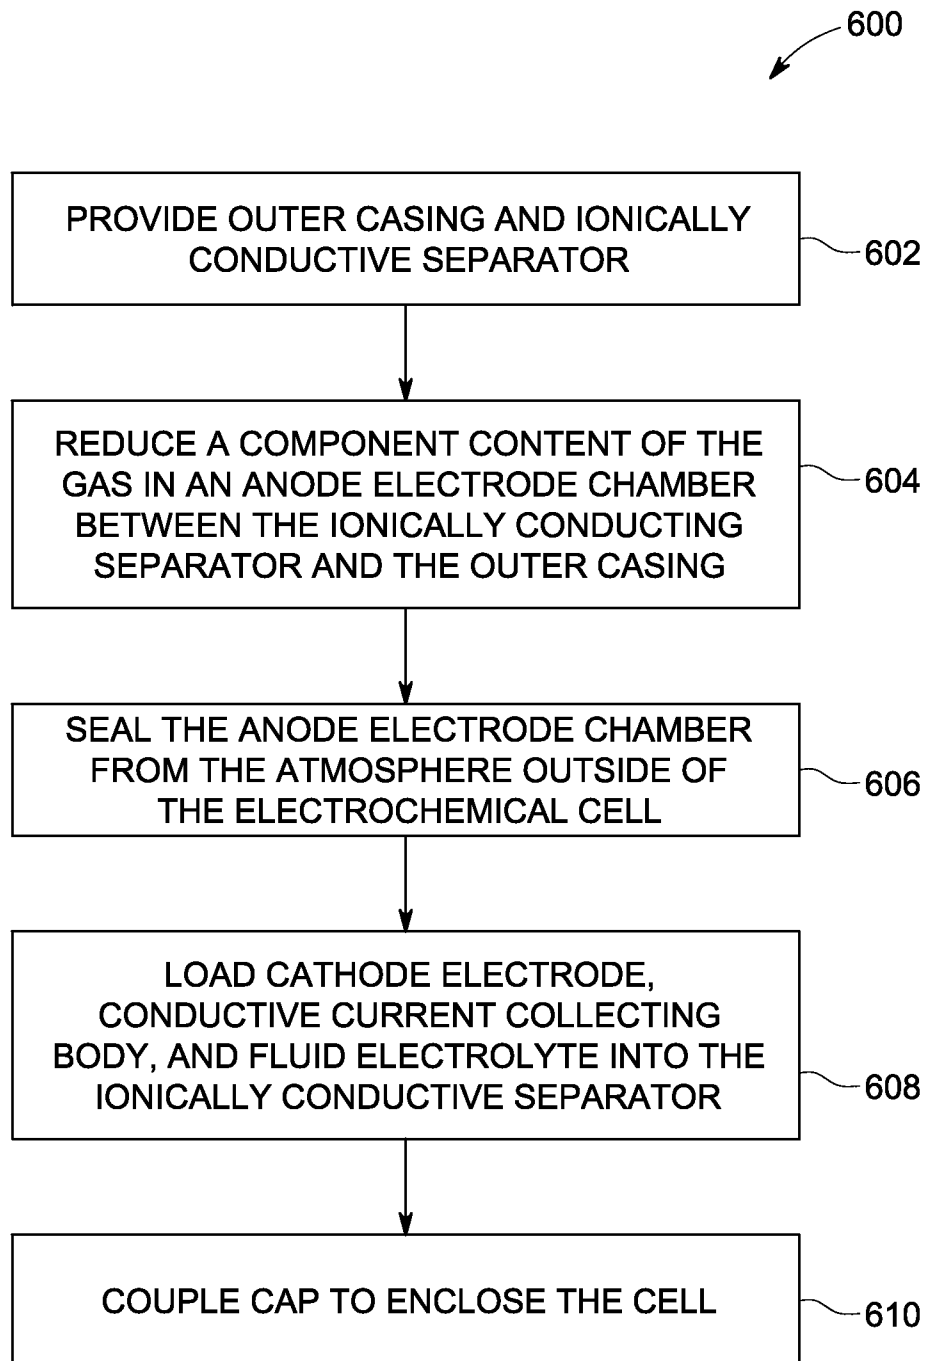 600
PROVIDE OUTER CASING AND IONICALLY
CONDUCTIVE SEPARATOR
602
REDUCE A COMPONENT CONTENT OF THE
GAS IN AN ANODE ELECTRODE CHAMBER
BETWEEN THE IONICALLY CONDUCTING
SEPARATOR AND THE OUTER CASING
604
SEAL THE ANODE ELECTRODE CHAMBER
FROM THE ATMOSPHERE OUTSIDE OF
THE ELECTROCHEMICAL CELL
606
LOAD CATHODE ELECTRODE,
CONDUCTIVE CURRENT COLLECTING
BODY, AND FLUID ELECTROLYTE INTO THE
IONICALLY CONDUCTIVE SEPARATOR
608
COUPLE CAP TO ENCLOSE THE CELL
610